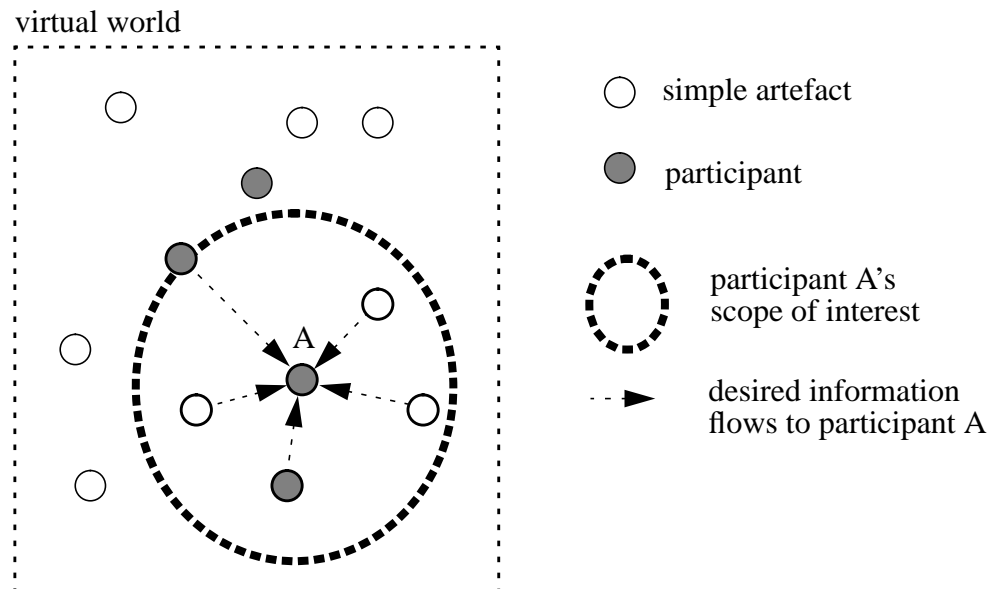 virtual world
simple artefact
participant
participant A's
scope of interest
A
desired information
flows to participant A